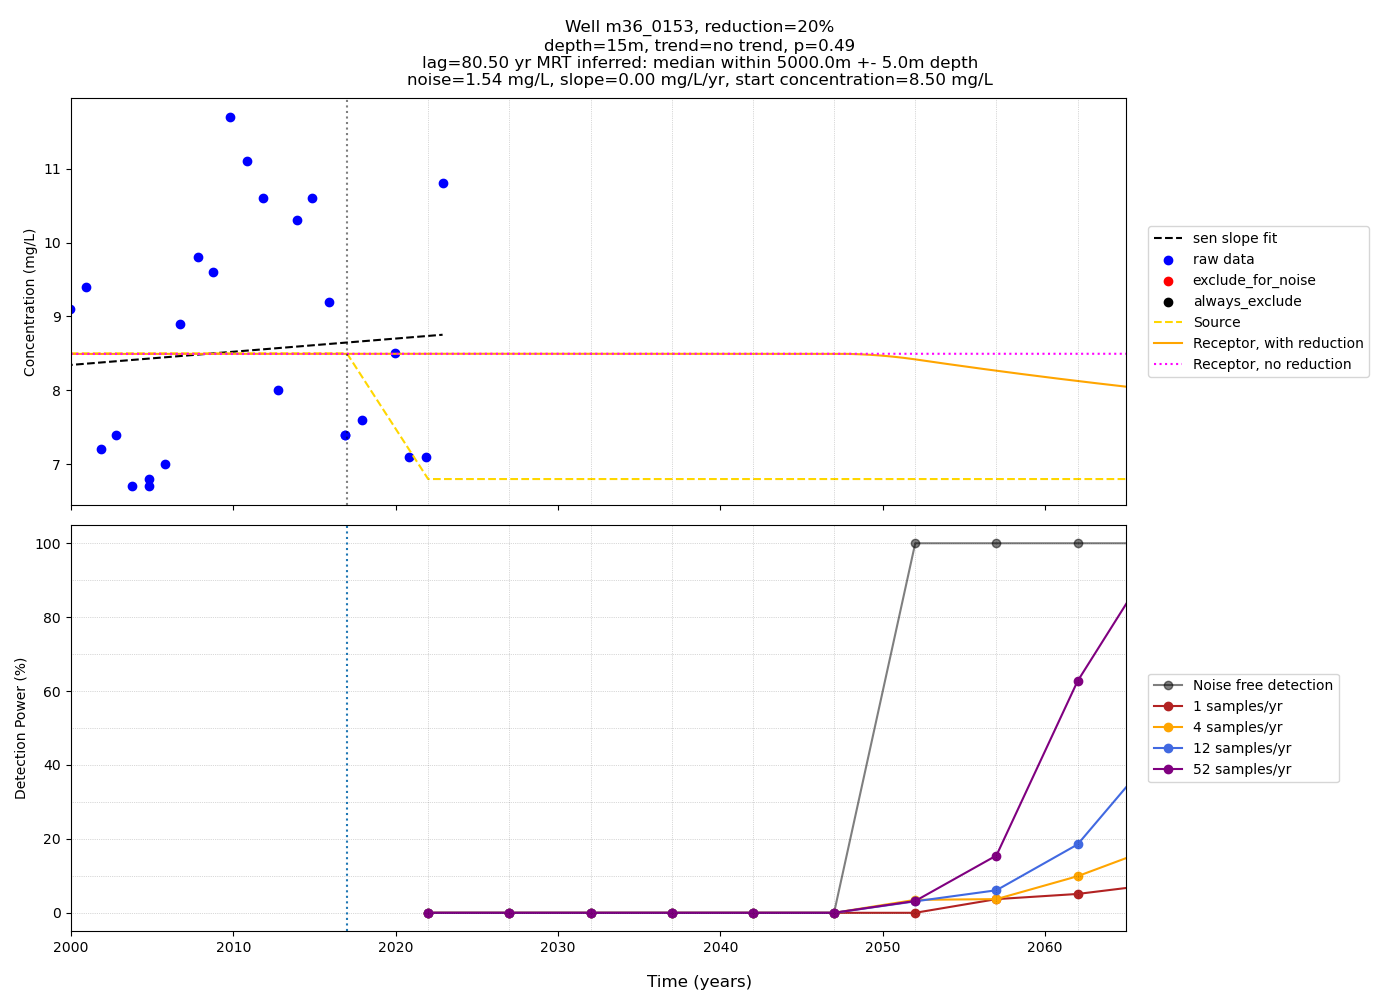 Well m36_0153, reduction=20%
depth=15m, trend=no trend, p=0.49
lag=80.50 yr MRT inferred: median within 5000.0m +- 5.0m depth
noise=1.54 mg/L, slope=0.00 mg/L/yr, start concentration=8.50 mg/L
Concentration (mg/L)
11
10
9
8
7
sen slope fit
raw data
exclude_for_noise
always_exclude
Source
Receptor, with reduction
Receptor, no reduction
Detection Power (%)
100
80
60
40
20
0
Noise free detection
1 samples/yr
4 samples/yr
12 samples/yr
52 samples/yr
2000 2010 2020 2030 2040 2050 2060
Time (years)